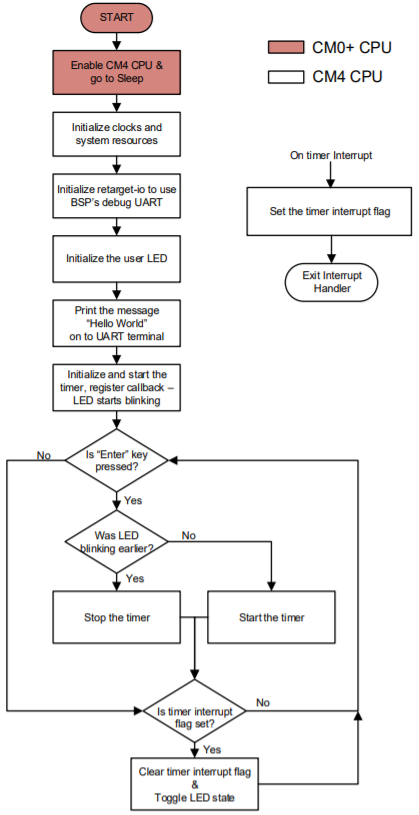 START
CM0+ CPU
CM4 CPU
Enable CM4 CPU &
go to Sleep
Initialize clocks and
system resources
On timer Interrupt
Initialize retarget-io to use
BSP's debug UART
Set the timer interrupt flag
Initialize the user LED
Exit Interrupt
Handler
Print the message
“Hello World”
on to UART terminal
Initialize and start the
timer, register callback –
LED starts blinking
No
Is “Enter” key
pressed?
Yes
Was LED
blinking earlier?
No
Yes
Stop the timer
Start the timer
Is timer interrupt
flag set?
No
Yes
Clear timer interrupt flag
&
Toggle LED state